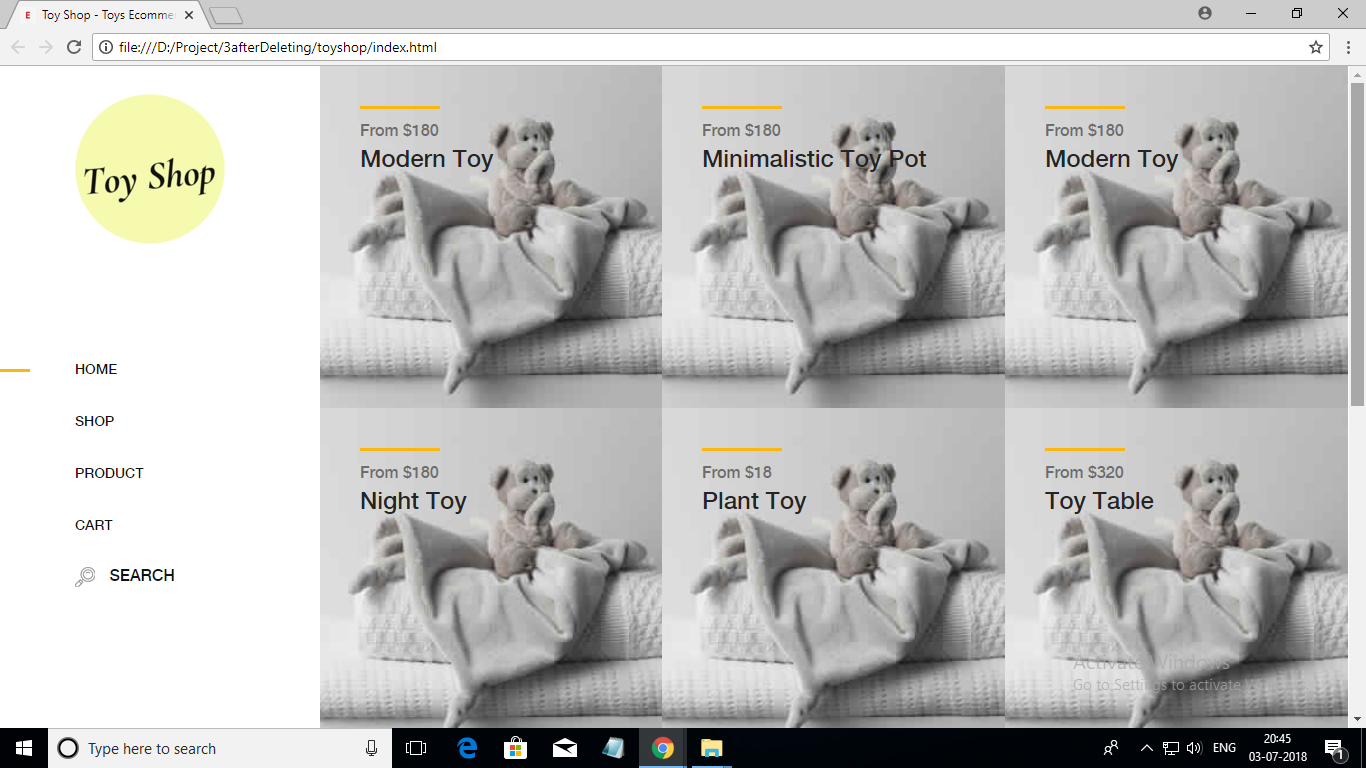 E Toy Shop - Toys Ecomme
file:///D:/Project/3afterDeleting/toyshop/index.html
Toy Shop
HOME
SHOP
PRODUCT
CART
SEARCH
From $180
Modern Toy
From $180
Minimalistic Toy Pot
From $180
Modern Toy
From $180
Night Toy
From $18
Plant Toy
From $320
Toy Table
Activate Windows
Go to Settings to activate
Type here to search
ENG
20:45
03-07-2018
1